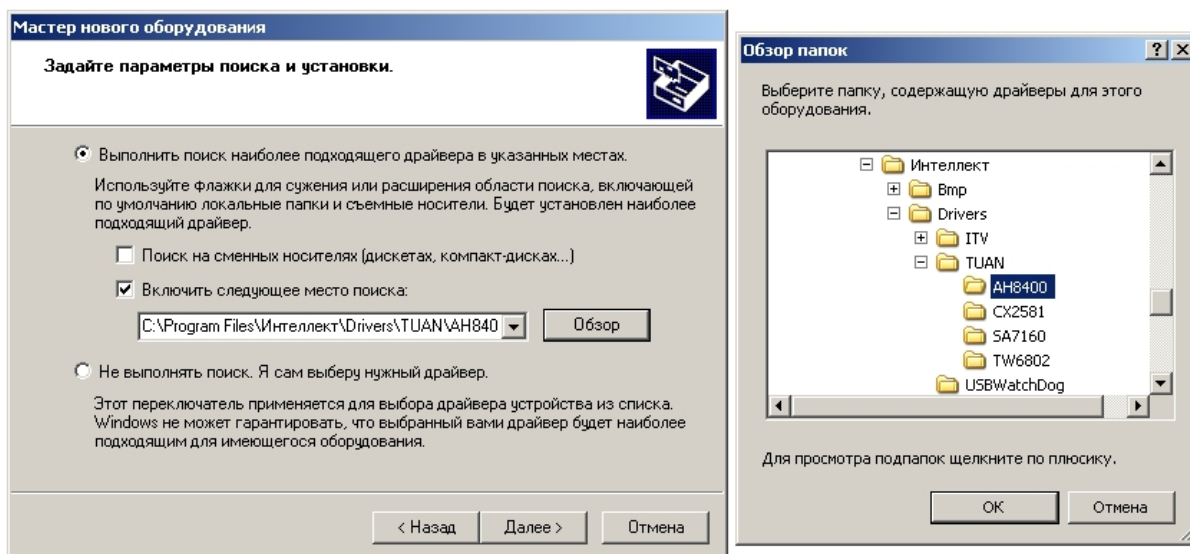 Мастер нового оборудования
Задайте параметры поиска и установки.
Выполнить поиск наиболее подходящего драйвера в указанных местах.
Используйте флажки для сужения или расширения области поиска, включающей
по умолчанию локальные папки и съемные носители. Будет установлен наиболее
подходящий драйвер.
Поиск на сменных носителях (дискетах, компакт-дисках...)
Включить следующее место поиска:
C:\Program Files\Интеллект\Drivers\TUAN\AH840
Обзор
Не выполнять поиск. Я сам выберу нужный драйвер.
Этот переключатель применяется для выбора драйвера устройства из списка.
Windows не может гарантировать, что выбранный вами драйвер будет наиболее
подходящим для имеющегося оборудования.
< Назад Далее > Отмена
Обзор папок
Выберите папку, содержащую драйверы для этого
оборудования.
Интеллект
Bmp
Drivers
ITV
TUAN
AH8400
CX2581
SA7160
TW6802
USBWatchDog
Для просмотра подпапок щелкните по плюсику.
OK Отмена